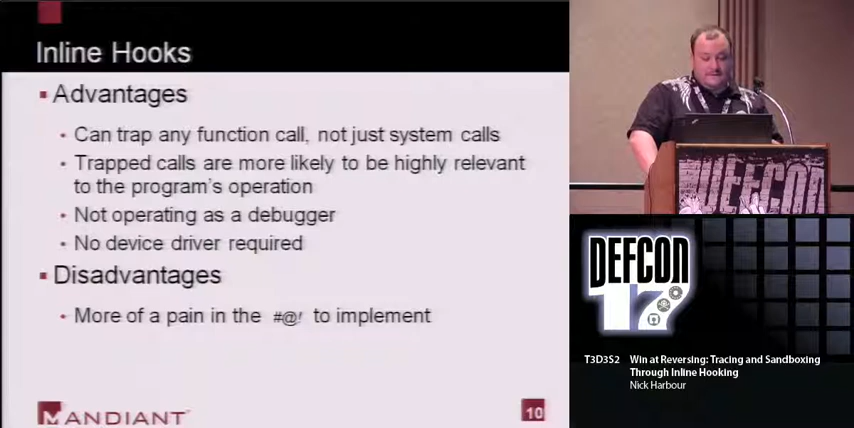 Inline Hooks
▪ Advantages
• Can trap any function call, not just system calls
• Trapped calls are more likely to be highly relevant
to the program's operation
• Not operating as a debugger
• No device driver required
▪ Disadvantages
• More of a pain in the #@! to implement
MANDIANT
10
DEFCON
DEFCON
17
T3D3S2 Win at Reversing: Tracing and Sandboxing
Through Inline Hooking
Nick Harbour